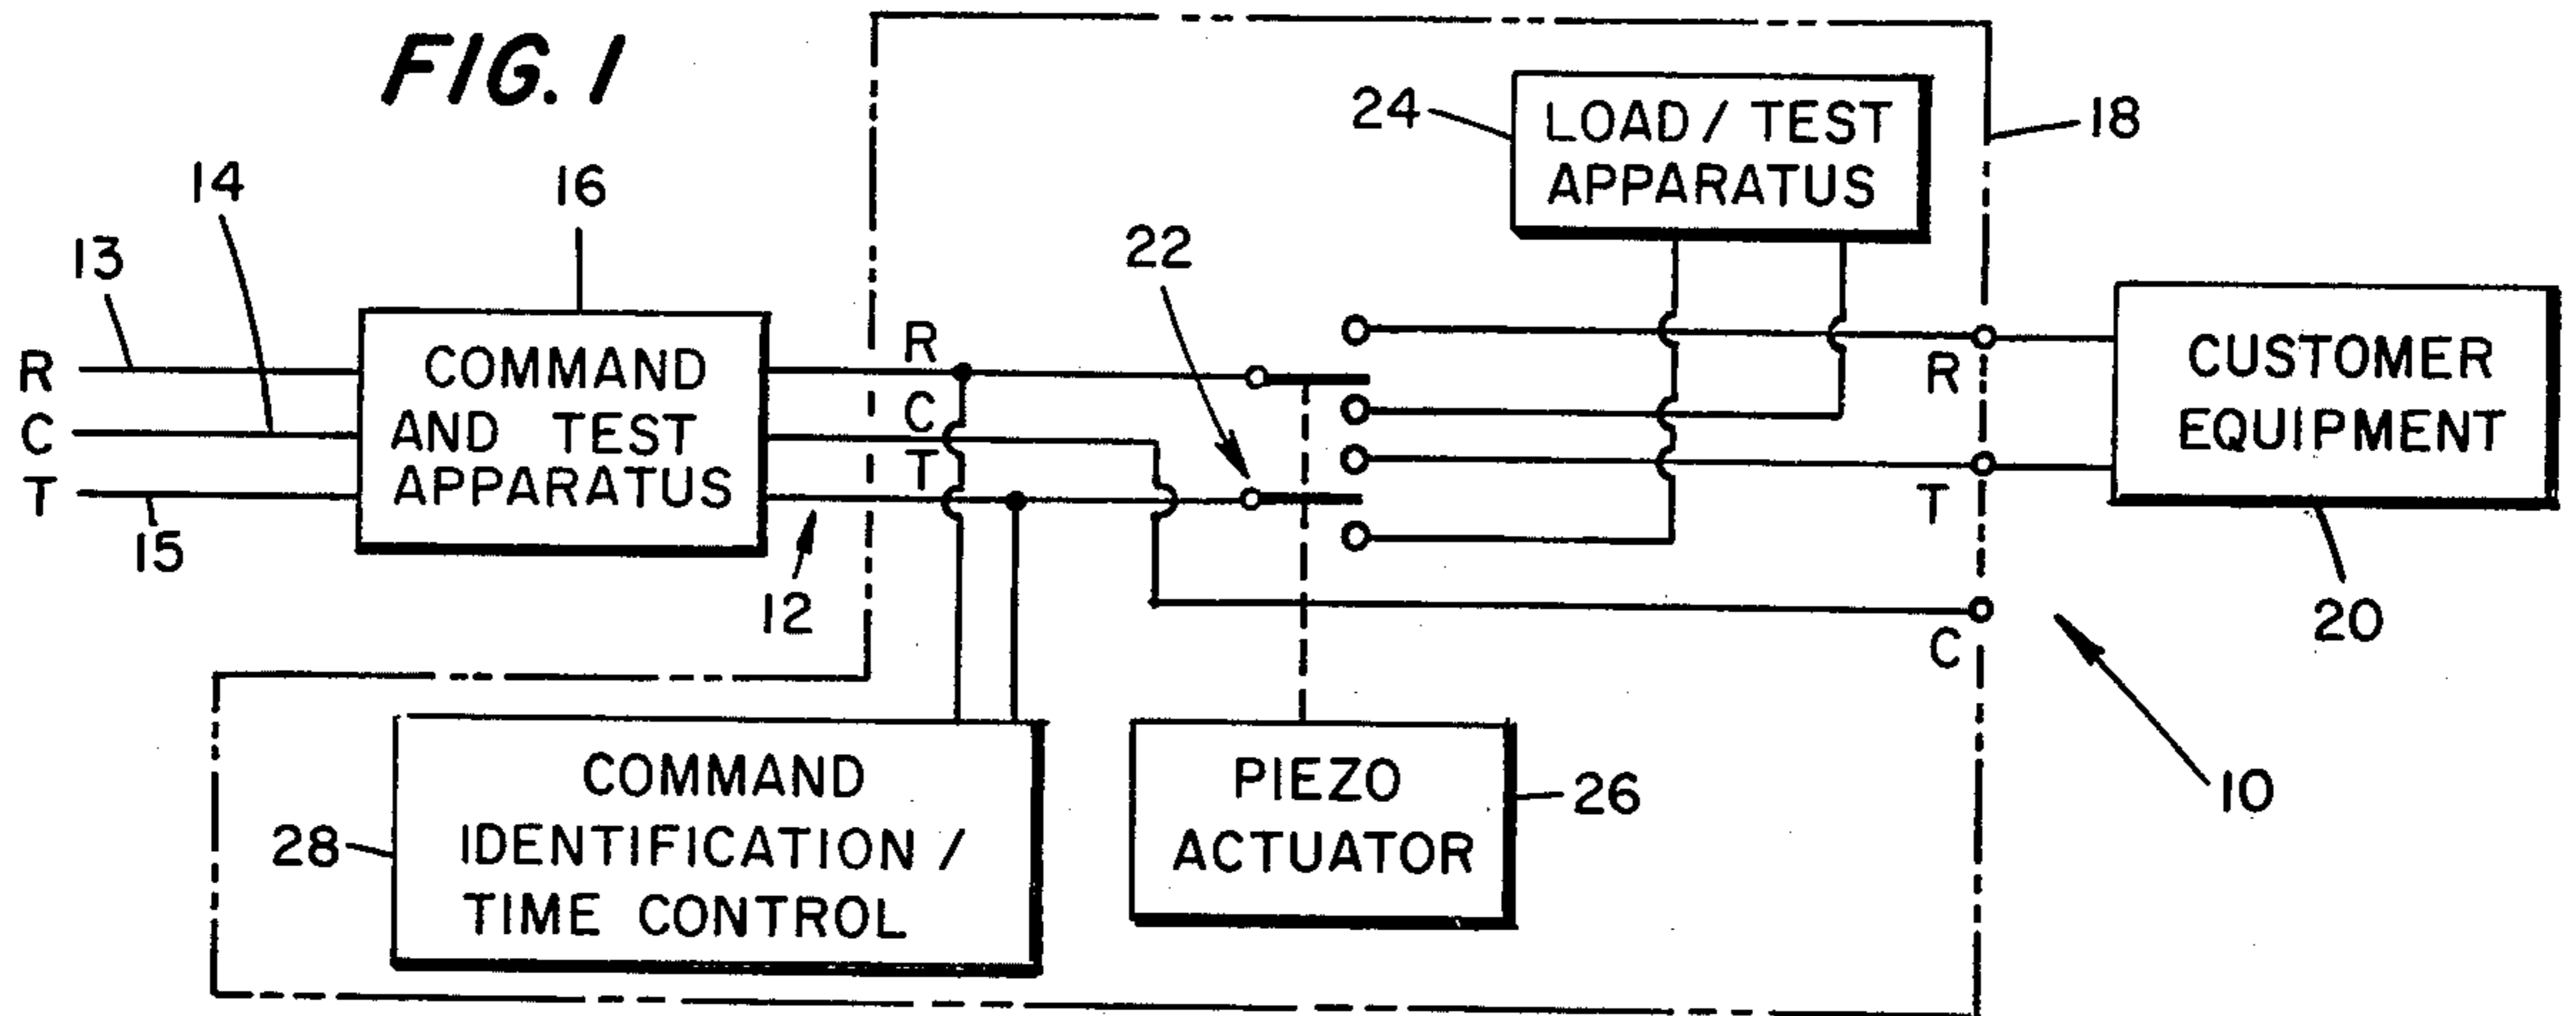 FIG. 1
24
LOAD / TEST
APPARATUS
18
14
16
13
22
R
C
T
15
COMMAND
AND TEST
APPARATUS
R
C
T
12
R
T
C
CUSTOMER
EQUIPMENT
20
10
28
COMMAND
IDENTIFICATION /
TIME CONTROL
PIEZO
ACTUATOR
26